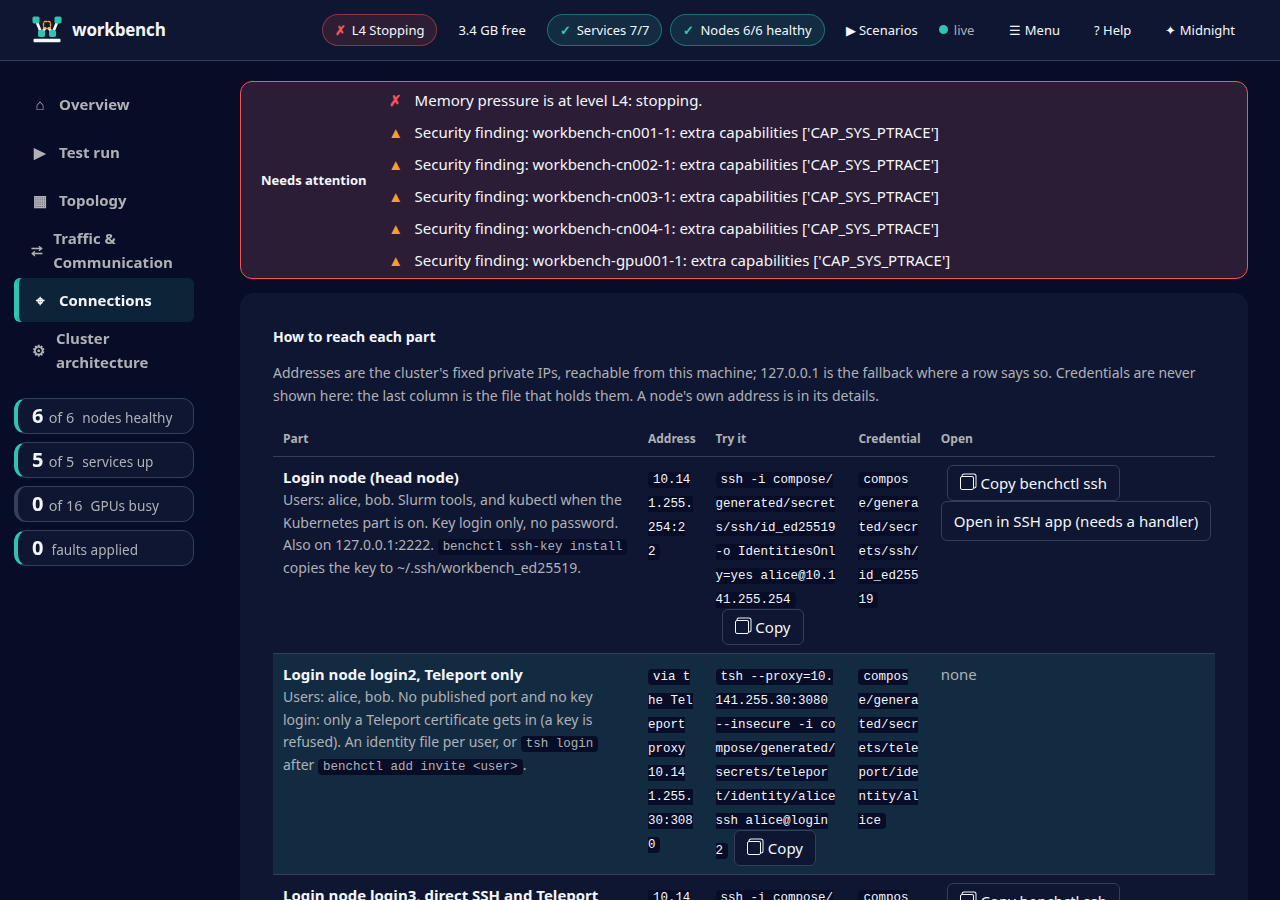 workbench
✗ L4 Stopping
3.4 GB free
✓ Services 7/7
✓ Nodes 6/6 healthy
▶ Scenarios
live
☰ Menu
? Help
✦ Midnight
Overview
Test run
Topology
Traffic &
Communication
Connections
Cluster
architecture
6 of 6 nodes healthy
5 of 5 services up
0 of 16 GPUs busy
0 faults applied
Needs attention
✗ Memory pressure is at level L4: stopping.
▲ Security finding: workbench-cn001-1: extra capabilities ['CAP_SYS_PTRACE']
▲ Security finding: workbench-cn002-1: extra capabilities ['CAP_SYS_PTRACE']
▲ Security finding: workbench-cn003-1: extra capabilities ['CAP_SYS_PTRACE']
▲ Security finding: workbench-cn004-1: extra capabilities ['CAP_SYS_PTRACE']
▲ Security finding: workbench-gpu001-1: extra capabilities ['CAP_SYS_PTRACE']
How to reach each part
Addresses are the cluster's fixed private IPs, reachable from this machine; 127.0.0.1 is the fallback where a row says so. Credentials are never
shown here: the last column is the file that holds them. A node's own address is in its details.
Part
Address
Try it
Credential
Open
Login node (head node)
Users: alice, bob. Slurm tools, and kubectl when the
Kubernetes part is on. Key login only, no password.
Also on 127.0.0.1:2222. benchctl ssh-key install
copies the key to ~/.ssh/workbench_ed25519.
10.14
1.255.
254:2
2
ssh -i compose/
generated/secret
s/ssh/id_ed25519
-o IdentitiesOnl
y=yes alice@10.1
41.255.254
Copy
compos
e/genera
ted/secr
ets/ssh/
id_ed255
19
Copy benchctl ssh
Open in SSH app (needs a handler)
Login node login2, Teleport only
Users: alice, bob. No published port and no key
login: only a Teleport certificate gets in (a key is
refused). An identity file per user, or tsh login
after benchctl add invite <user>.
via t
he Tel
eport
proxy
10.14
1.255.
30:308
0
tsh --proxy=10.
141.255.30:3080
--insecure -i co
mpose/generated/
secrets/telepor
t/identity/alice
ssh alice@login
2 Copy
compos
e/genera
ted/secr
ets/tele
port/ide
ntity/al
ice
none
Login node login3, direct SSH and Teleport
10.14
ssh -i compose/
compos
Copy benchctl ssh